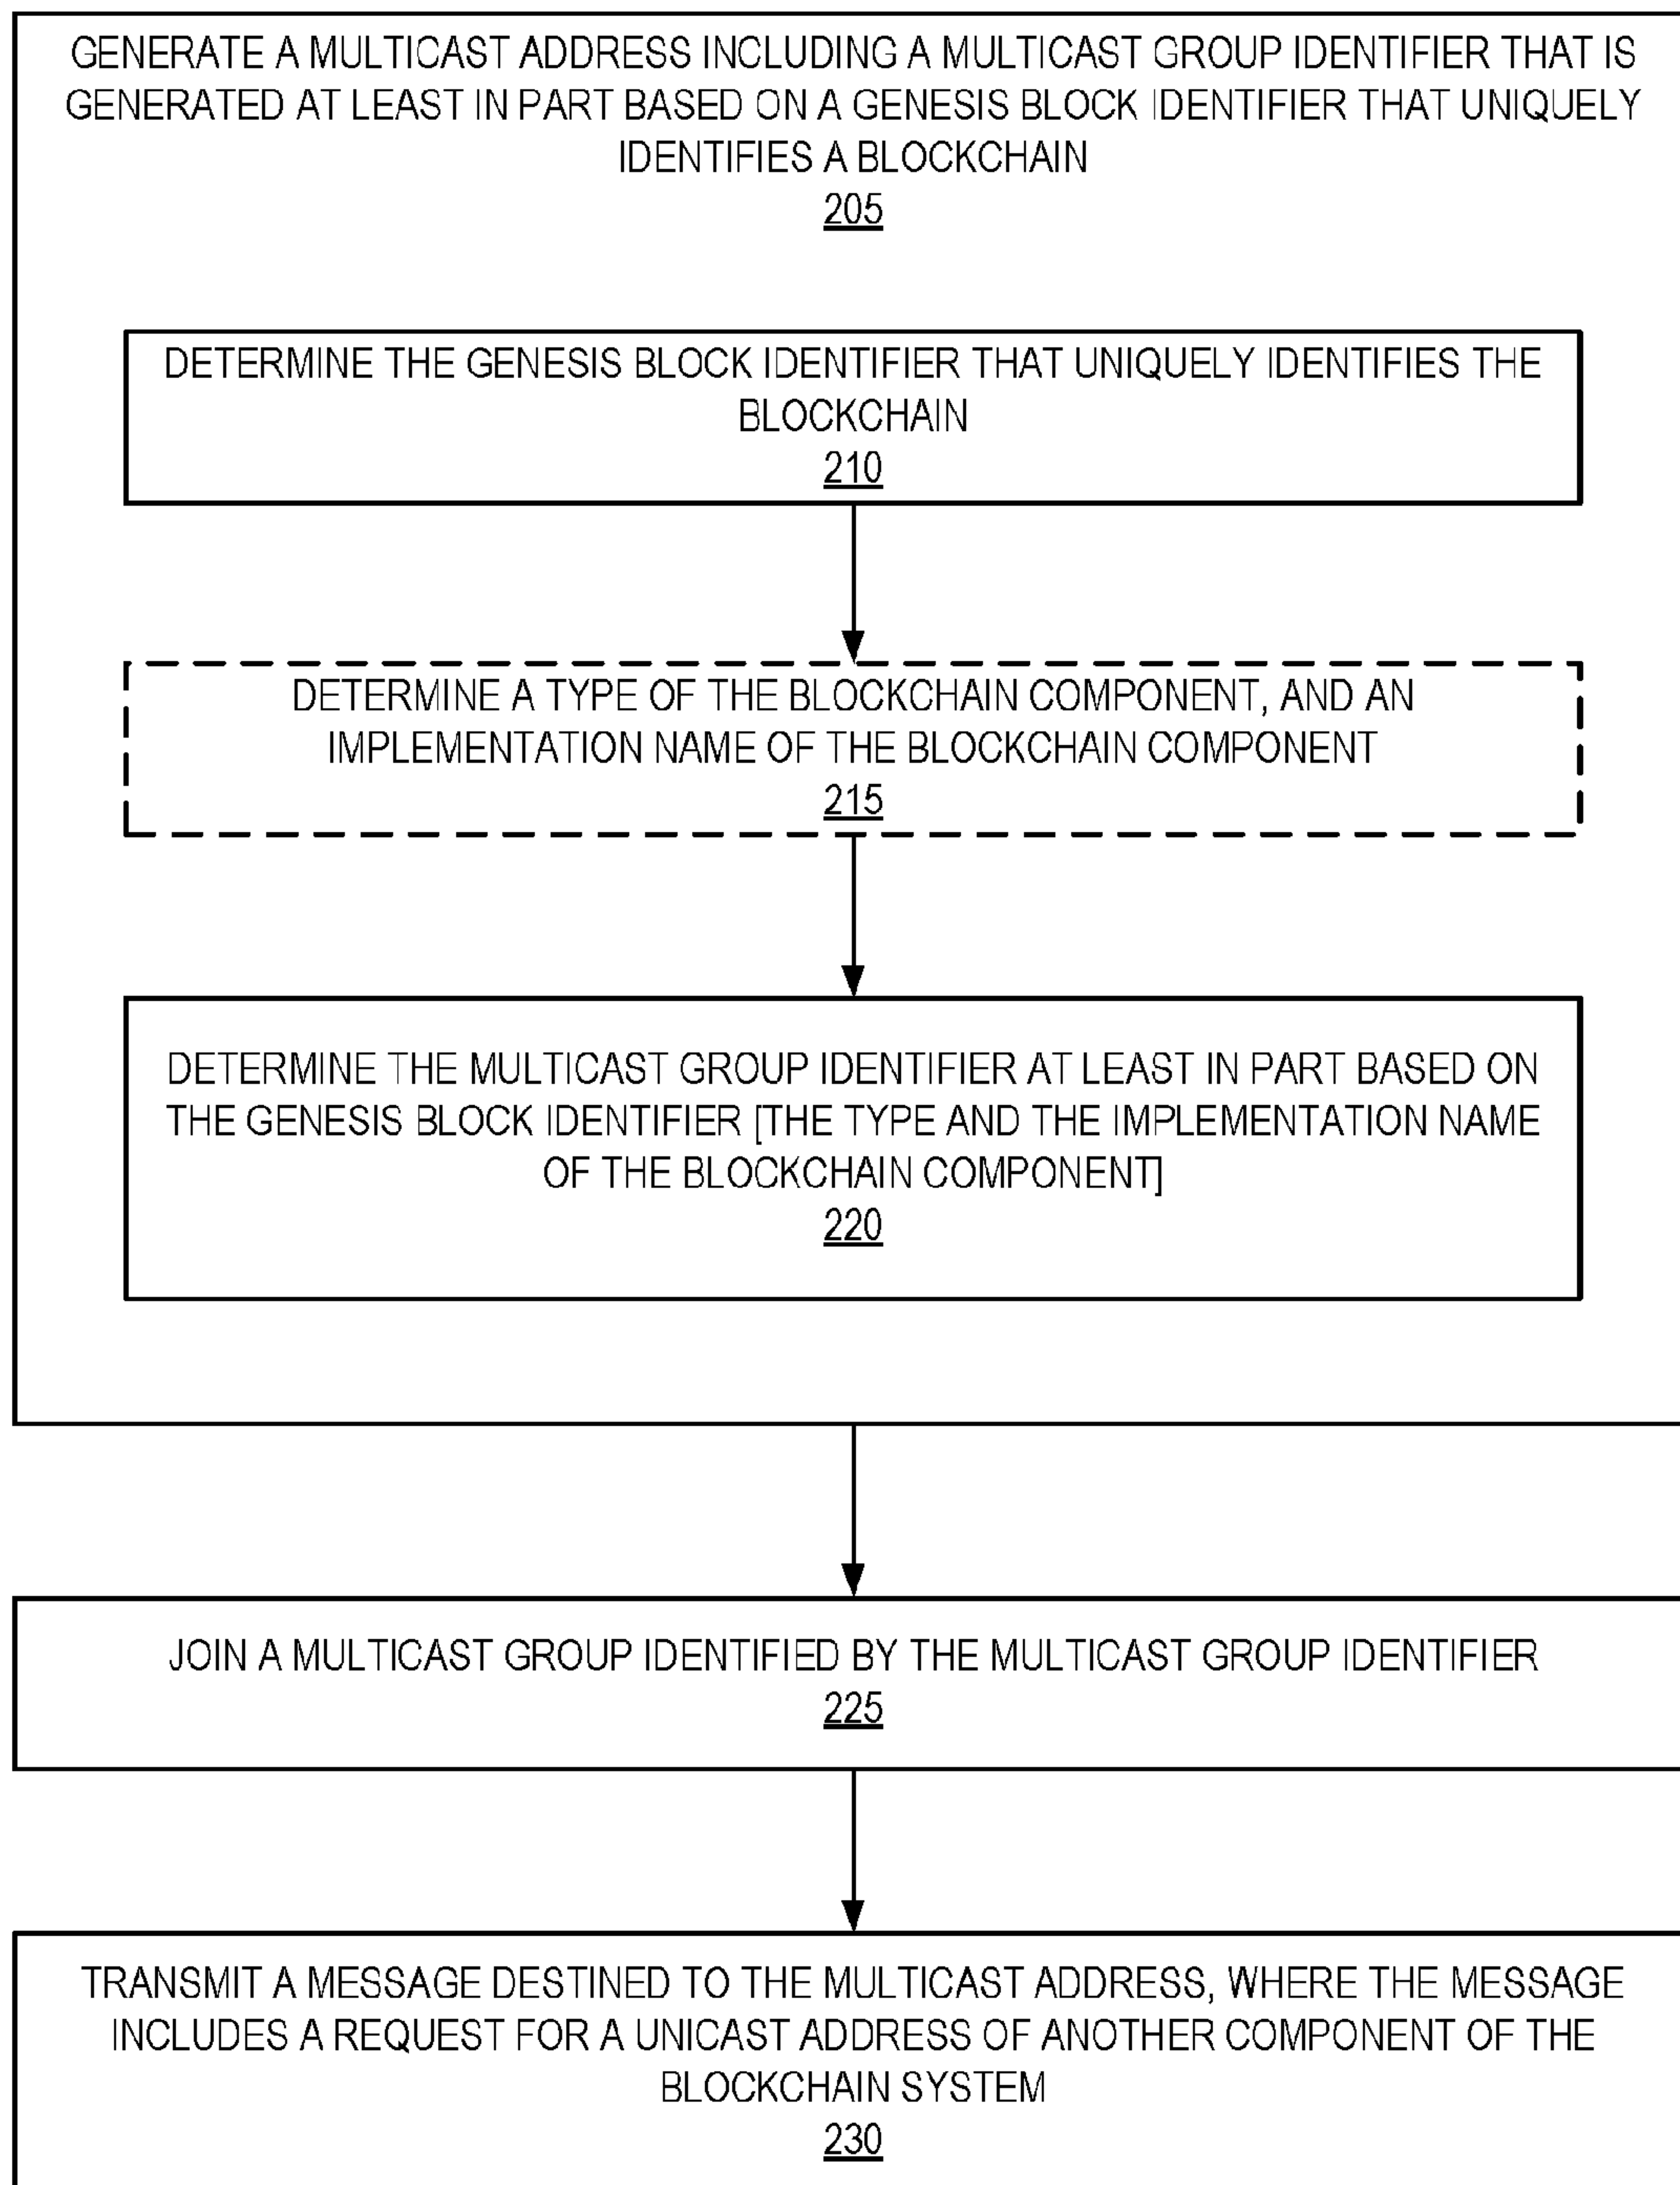 GENERATE A MULTICAST ADDRESS INCLUDING A MULTICAST GROUP IDENTIFIER THAT IS
GENERATED AT LEAST IN PART BASED ON A GENESIS BLOCK IDENTIFIER THAT UNIQUELY
IDENTIFIES A BLOCKCHAIN
205
DETERMINE THE GENESIS BLOCK IDENTIFIER THAT UNIQUELY IDENTIFIES THE
BLOCKCHAIN
210
DETERMINE A TYPE OF THE BLOCKCHAIN COMPONENT, AND AN
IMPLEMENTATION NAME OF THE BLOCKCHAIN COMPONENT
215
DETERMINE THE MULTICAST GROUP IDENTIFIER AT LEAST IN PART BASED ON
THE GENESIS BLOCK IDENTIFIER [THE TYPE AND THE IMPLEMENTATION NAME
OF THE BLOCKCHAIN COMPONENT]
220
JOIN A MULTICAST GROUP IDENTIFIED BY THE MULTICAST GROUP IDENTIFIER
225
TRANSMIT A MESSAGE DESTINED TO THE MULTICAST ADDRESS, WHERE THE MESSAGE
INCLUDES A REQUEST FOR A UNICAST ADDRESS OF ANOTHER COMPONENT OF THE
BLOCKCHAIN SYSTEM
230